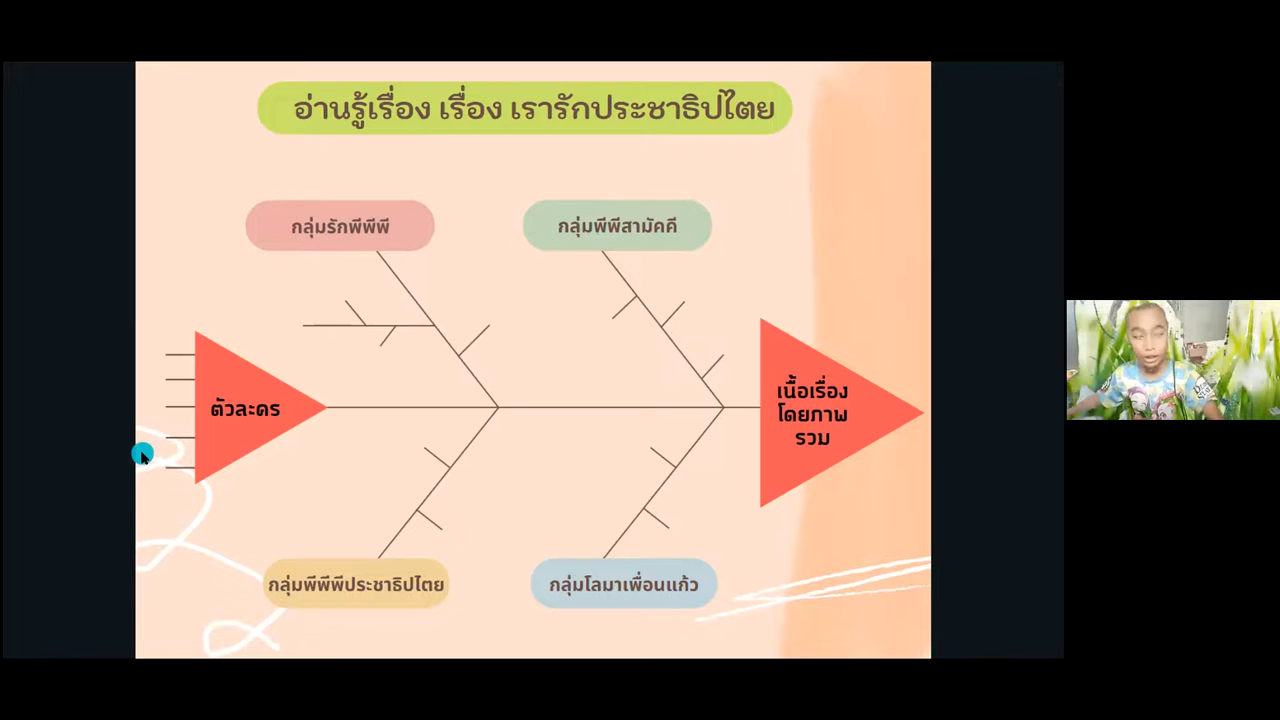 อ่านรู้เรื่อง เรื่อง เรารักประชาธิปไตย
กลุ่มรักพีพีพี
กลุ่มพีพีสามัคคี
ตัวละคร
เนื้อเรื่อง
โดยภาพ
รวม
กลุ่มพีพีพีประชาธิปไตย
กลุ่มโลมาเพื่อนแก้ว